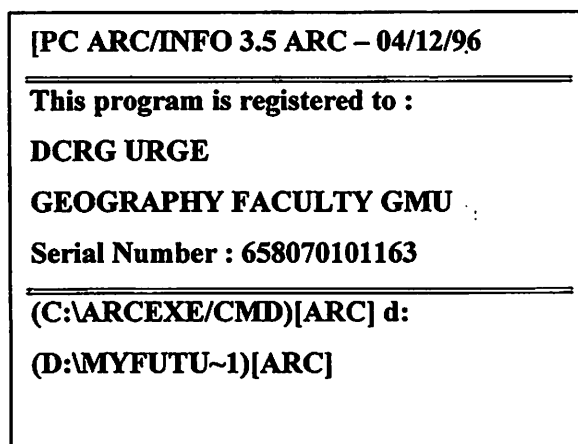 [PC ARC/INFO 3.5 ARC – 04/12/96
This program is registered to :
DCRG URGE
GEOGRAPHY FACULTY GMU
Serial Number : 658070101163
(C:\ARCEXE/CMD)[ARC] d:
(D:\MYFUTU~1)[ARC]